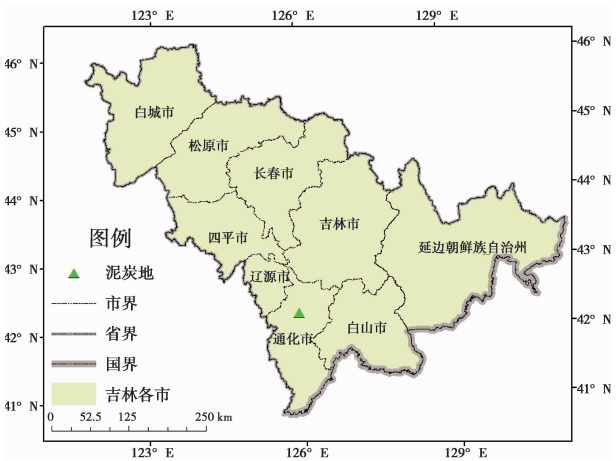 123° E 126° E 129° E
46° N 46° N
白城市
45° N 45° N
松原市
长春市
44° N 44° N
吉林市
四平市
延边朝鲜族自治州
图例
43° N 43° N
泥炭地
辽源市
市界
42° N 42° N
通化市
白山市
省界
国界
吉林各市
41° N 41° N
0 52.5 125 250 km
123° E 126° E 129° E